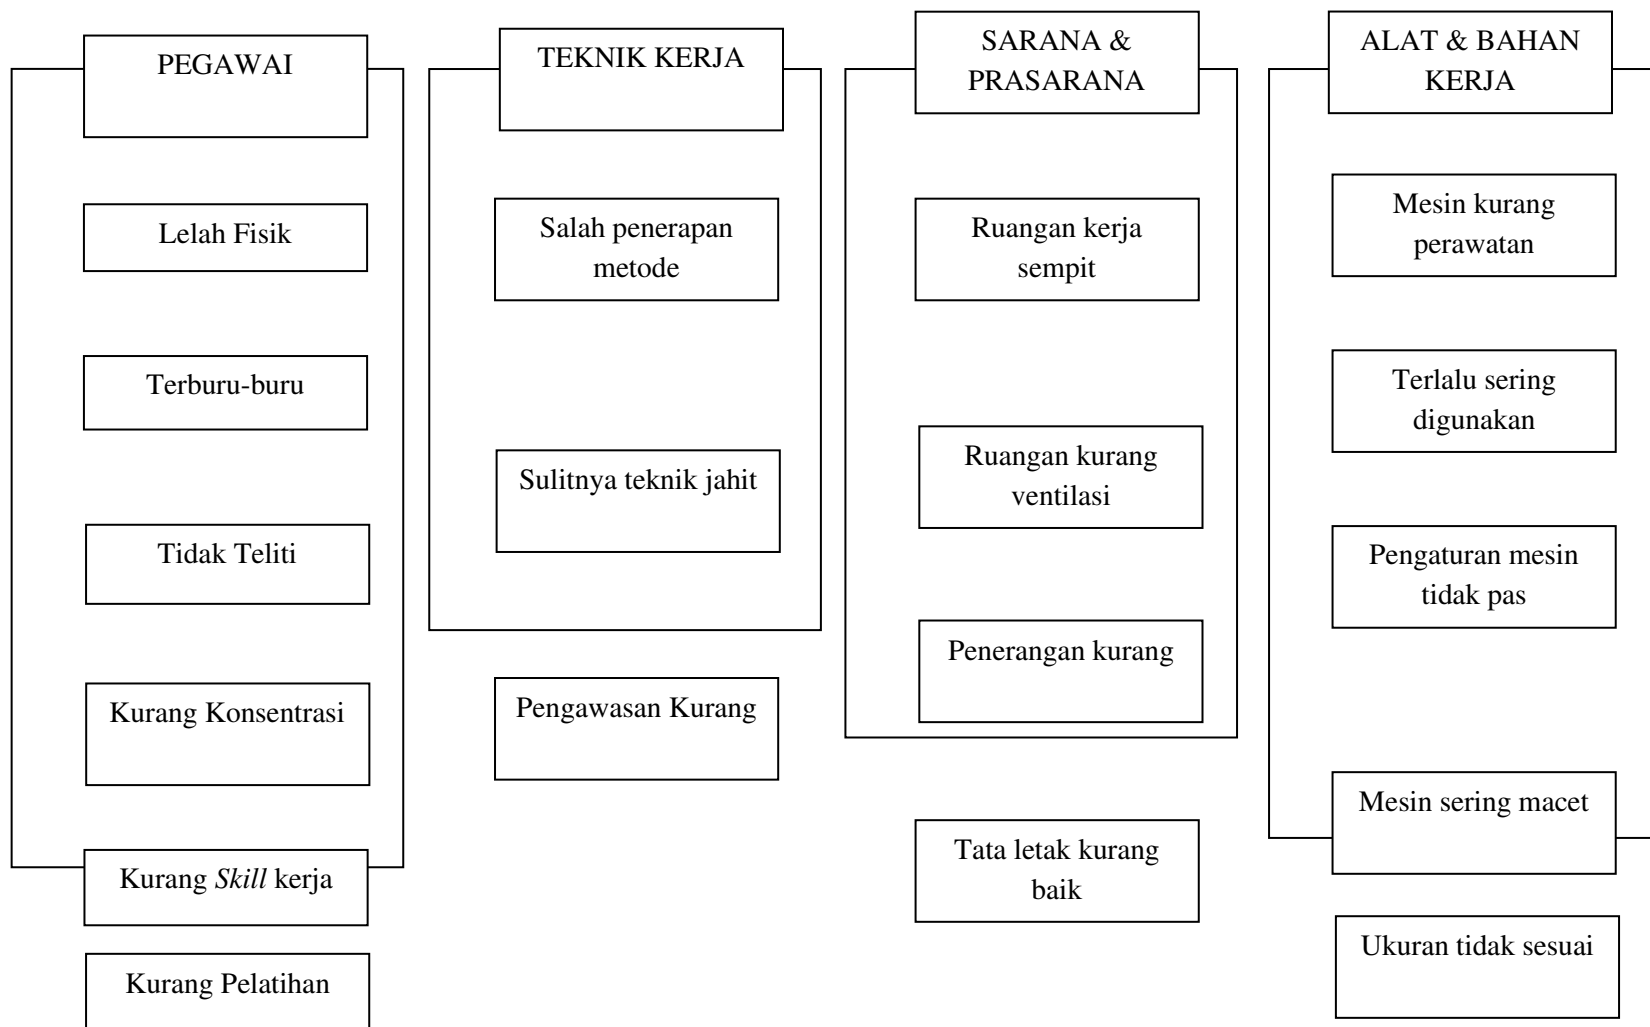 PEGAWAI
Lelah Fisik
Terburu-buru
Tidak Teliti
Kurang Konsentrasi
Kurang Skill kerja
Kurang Pelatihan
TEKNIK KERJA
Salah penerapan
metode
Sulitnya teknik jahit
Pengawasan Kurang
SARANA &
PRASARANA
Ruangan kerja
sempit
Ruangan kurang
ventilasi
Penerangan kurang
Tata letak kurang
baik
ALAT & BAHAN
KERJA
Mesin kurang
perawatan
Terlalu sering
digunakan
Pengaturan mesin
tidak pas
Mesin sering macet
Ukuran tidak sesuai